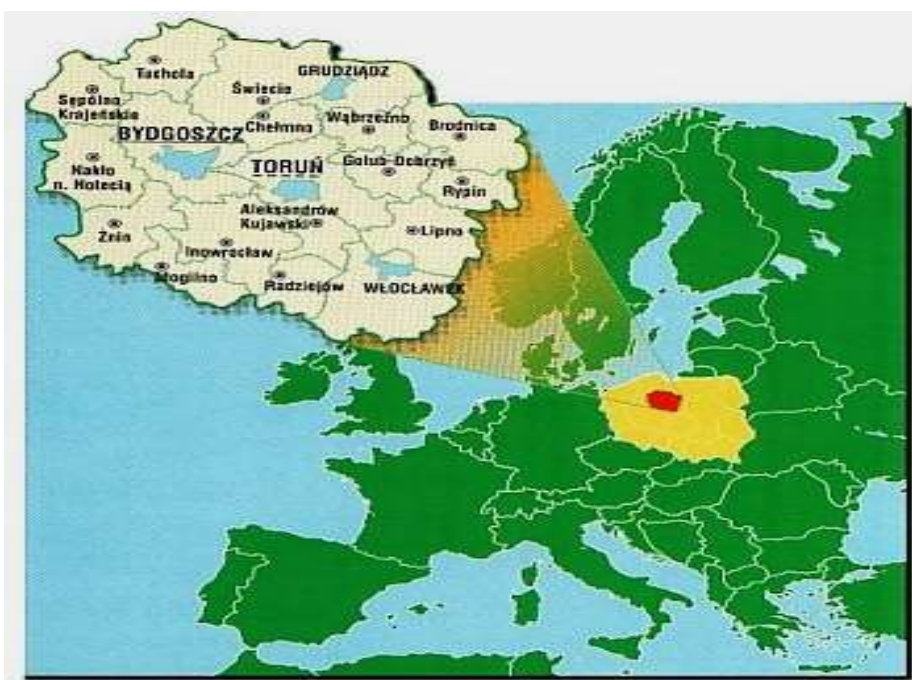 Tuchola
GRUDZIĄDZ
Świecie
Sępólno
Krajeńskie
BYDGOSZCZ
Chełmno
Wąbrzeźno
Brodnica
Nakło
n. Notecią
TORUŃ
Golub-Dobrzyń
Rypin
Aleksandrów
Kujawski
Żnin
Lipno
Inowrocław
Mogilno
Radziejów
WŁOCŁAWEK